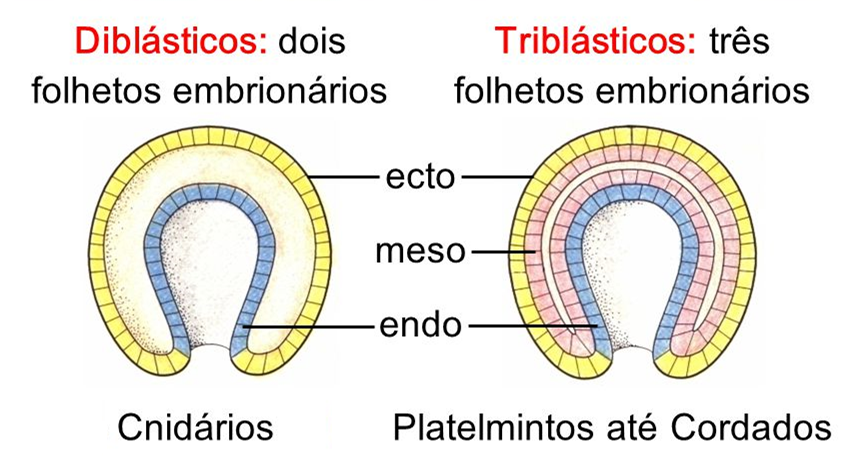 Diblásticos: dois
folhetos embrionários
Triblásticos: três
folhetos embrionários
ecto
meso
endo
Cnidários
Platelmintos até Cordados